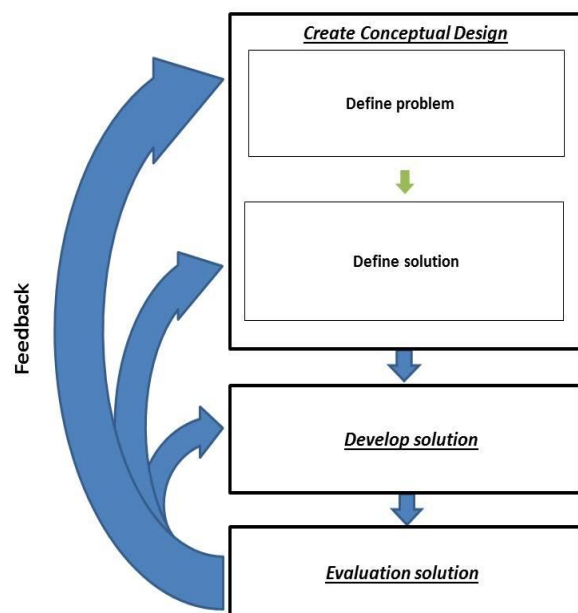 Create Conceptual Design
Define problem
Define solution
Feedback
Develop solution
Evaluation solution